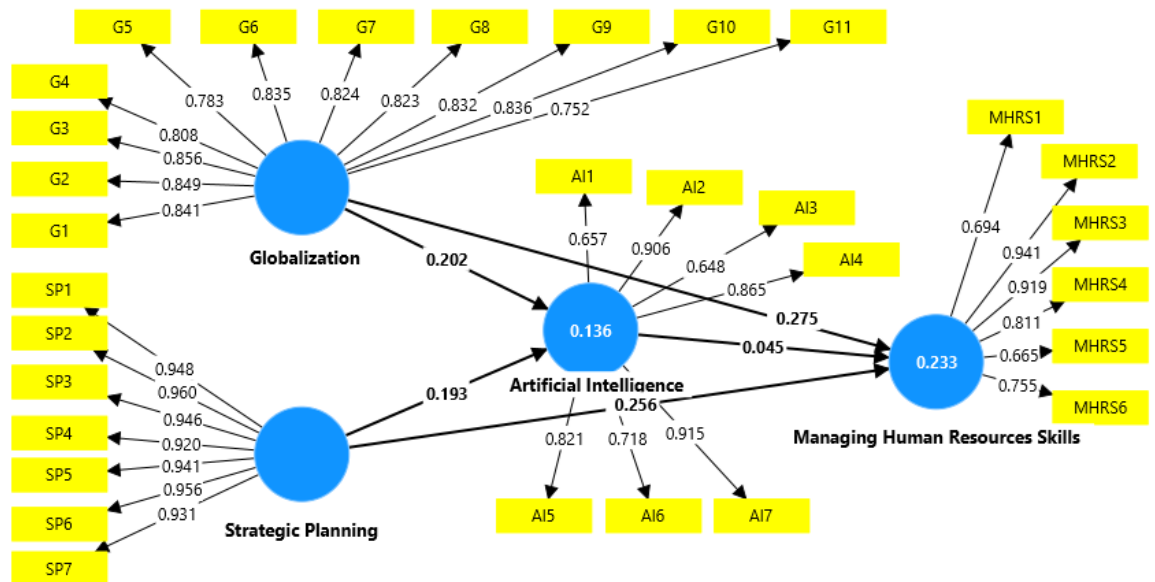 G5
G6
G7
G8
G9
G10
G11
G4
G3
G2
G1
0.783
0.835
0.824
0.823
0.832
0.836
0.752
0.808
0.856
0.849
0.841
Globalization
MHRS1
MHRS2
MHRS3
MHRS4
MHRS5
MHRS6
0.694
0.941
0.919
0.811
0.665
0.755
AI1
AI2
AI3
AI4
0.657
0.906
0.648
0.865
0.202
0.275
0.136
0.045
0.233
Artificial Intelligence
0.193
0.256
Managing Human Resources Skills
SP1
SP2
SP3
SP4
SP5
SP6
SP7
0.948
0.960
0.946
0.920
0.941
0.956
0.931
Strategic Planning
0.821
0.718
0.915
AI5
AI6
AI7